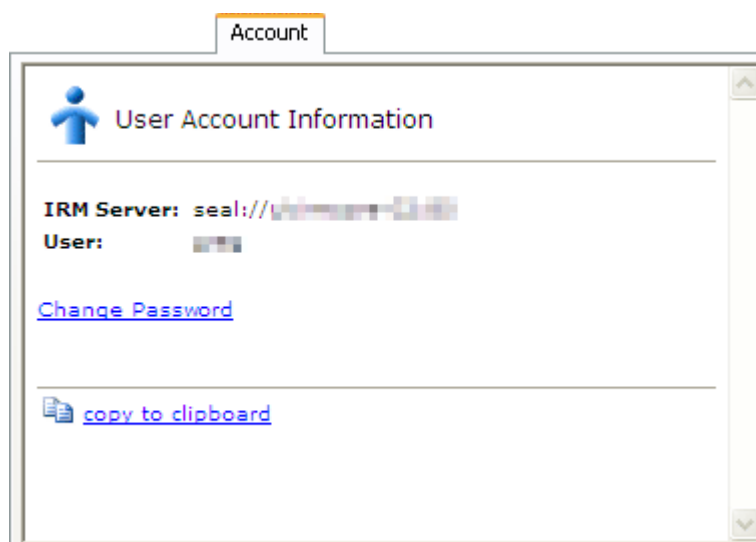 Account
User Account Information
IRM Server: seal://
User:
Change Password
copy to clipboard